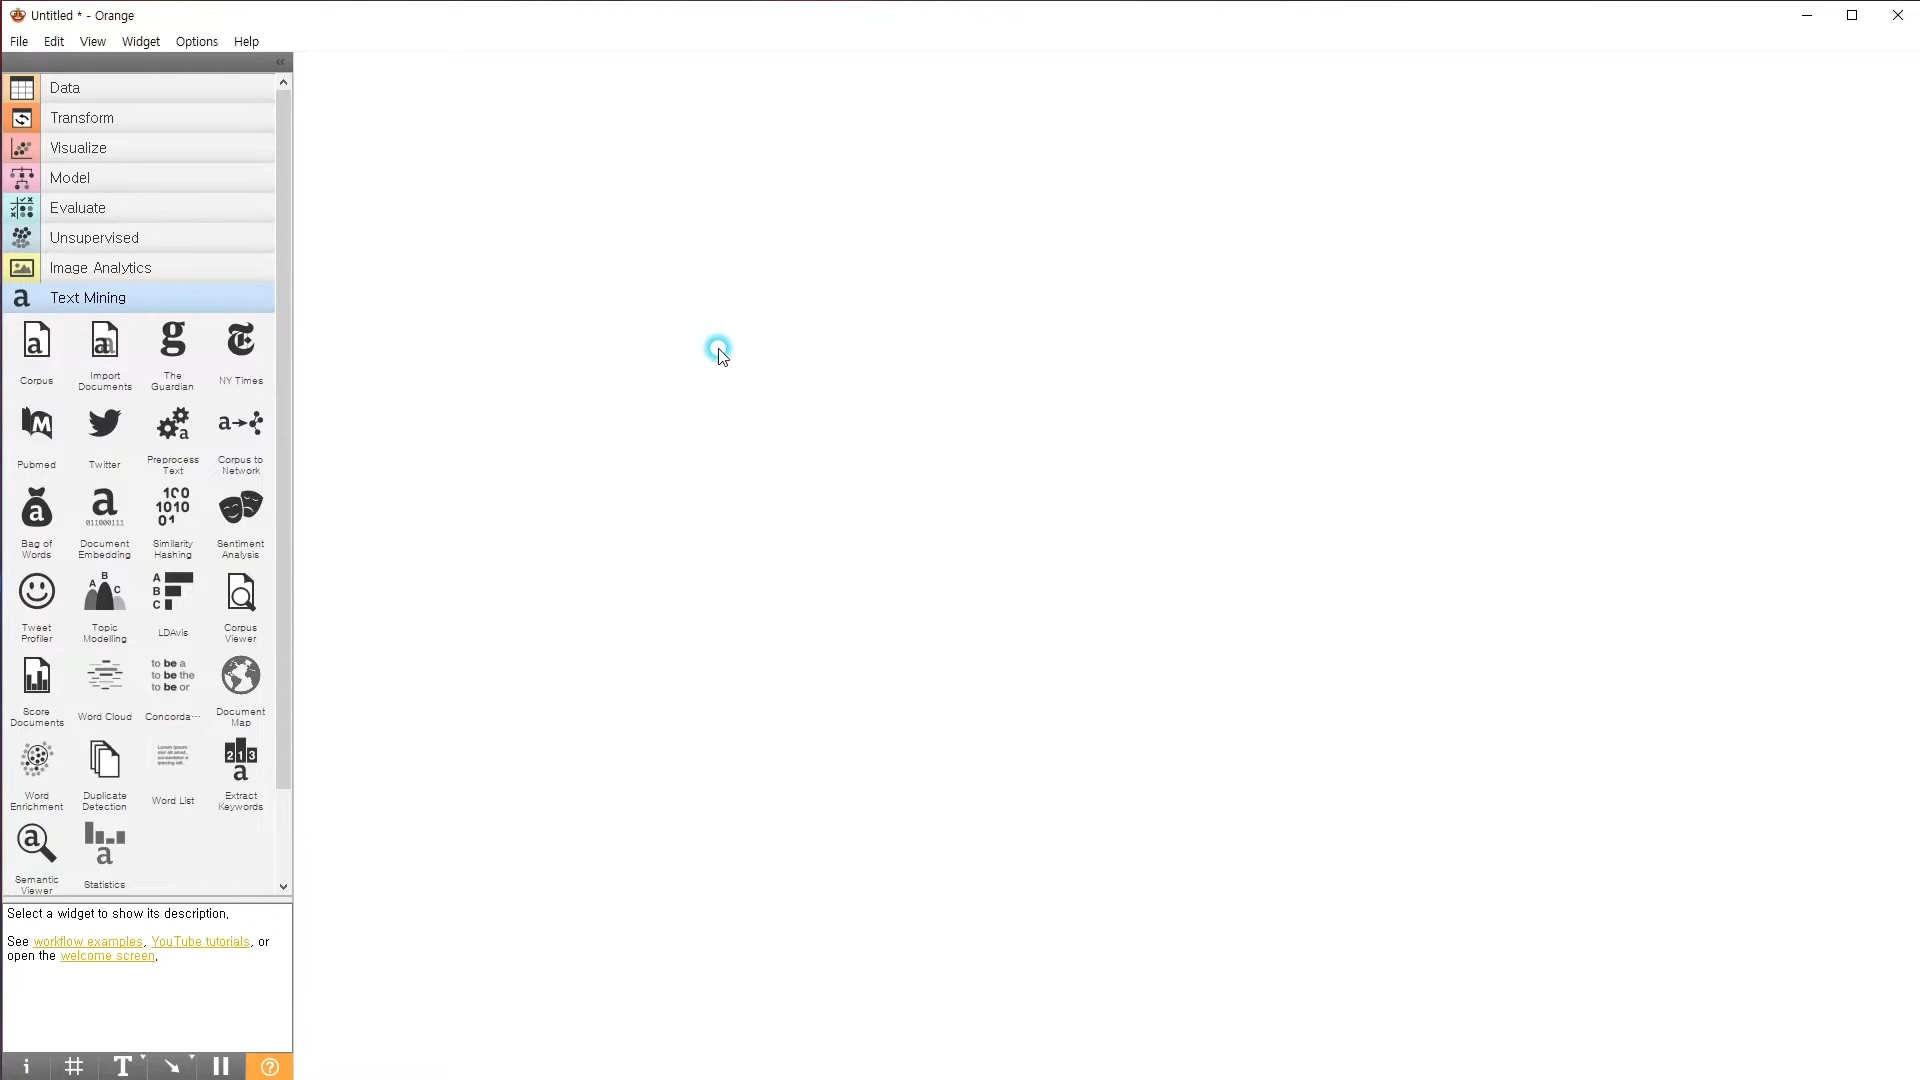 Untitled * - Orange
File Edit View Widget Options Help
Data
Transform
Visualize
Model
Evaluate
Unsupervised
Image Analytics
a Text Mining
Corpus
Import Documents
The Guardian
NY Times
Pubmed
Twitter
Preprocess Text
Corpus to Network
Bag of Words
Document Embedding
Similarity Hashing
Sentiment Analysis
Tweet Profiler
Topic Modelling
LDAvis
Corpus Viewer
to be a
to be the
to be or
Score Documents
Word Cloud
Concorda···
Document Map
Word Enrichment
Duplicate Detection
Word List
Extract Keywords
Semantic Viewer
Statistics
Select a widget to show its description,
See workflow examples, YouTube tutorials, or
open the welcome screen,